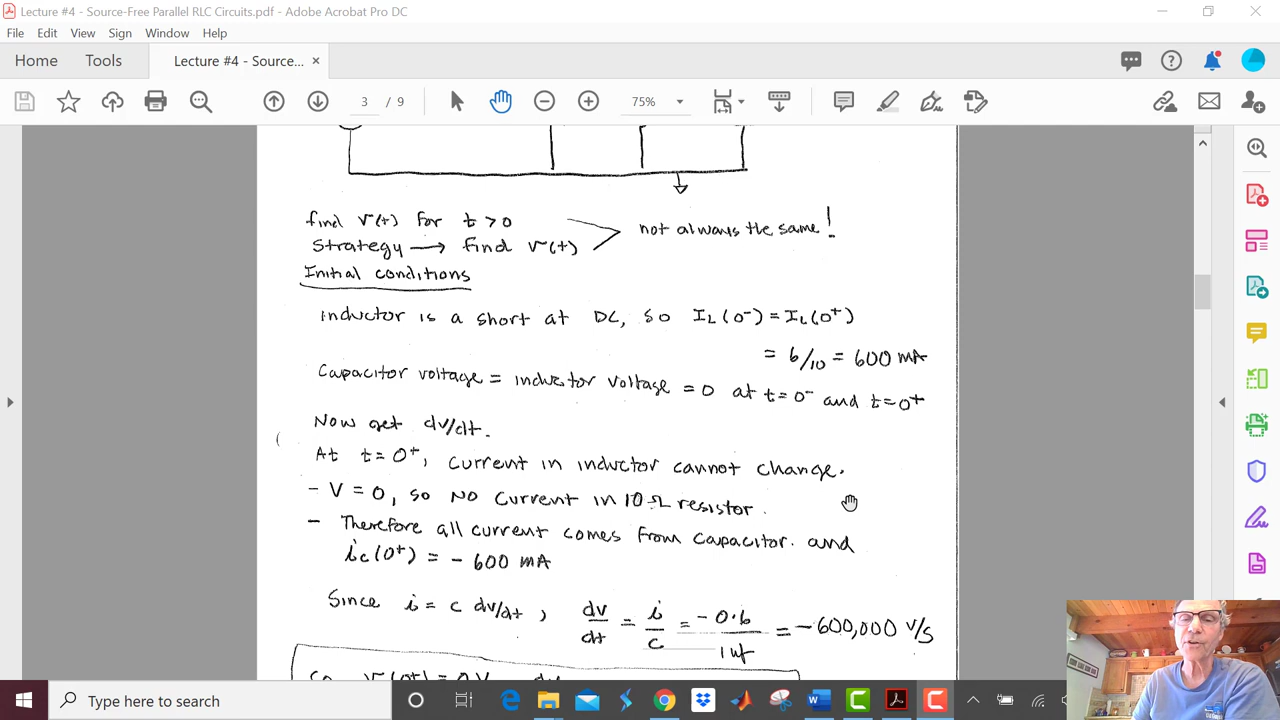 Lecture #4 - Source-Free Parallel RLC Circuits.pdf - Adobe Acrobat Pro DC
File Edit View Sign Window Help
Home Tools Lecture #4 - Source... ×
3 / 9 75%
find v(t) for t > 0
Strategy → find v(t)
not always the same!
Initial conditions
Inductor is a short at DC, so IL(0-) = IL(0+)
= 6/10 = 600 mA
Capacitor voltage = inductor voltage = 0 at t=0- and t=0+
Now get dv/dt.
At t=0+, current in inductor cannot change.
- V = 0, so NO current in 10 Ω resistor.
- Therefore all current comes from capacitor. and
ic(0+) = - 600 mA
Since i = c dv/dt, dv/dt = i/c = -0.6/1uf = -600,000 v/s
Type here to search